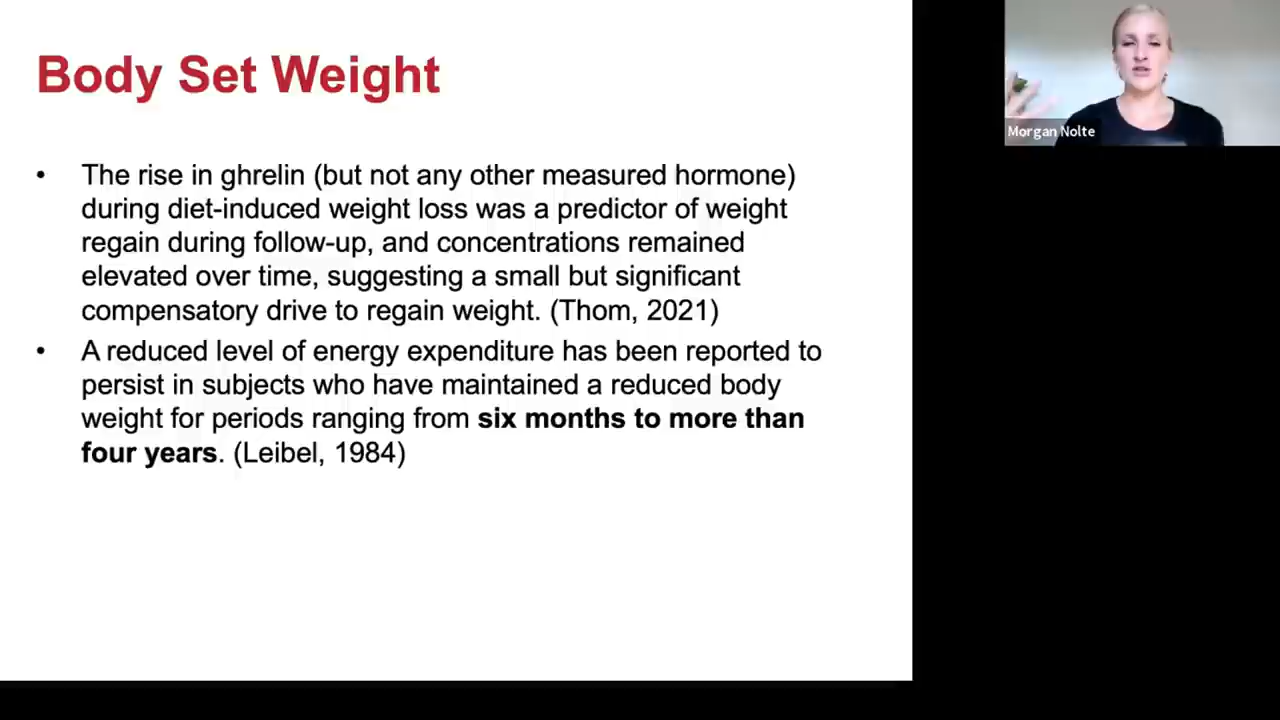 Body Set Weight
• The rise in ghrelin (but not any other measured hormone)
during diet-induced weight loss was a predictor of weight
regain during follow-up, and concentrations remained
elevated over time, suggesting a small but significant
compensatory drive to regain weight. (Thom, 2021)
• A reduced level of energy expenditure has been reported to
persist in subjects who have maintained a reduced body
weight for periods ranging from six months to more than
four years. (Leibel, 1984)
Morgan Nolte